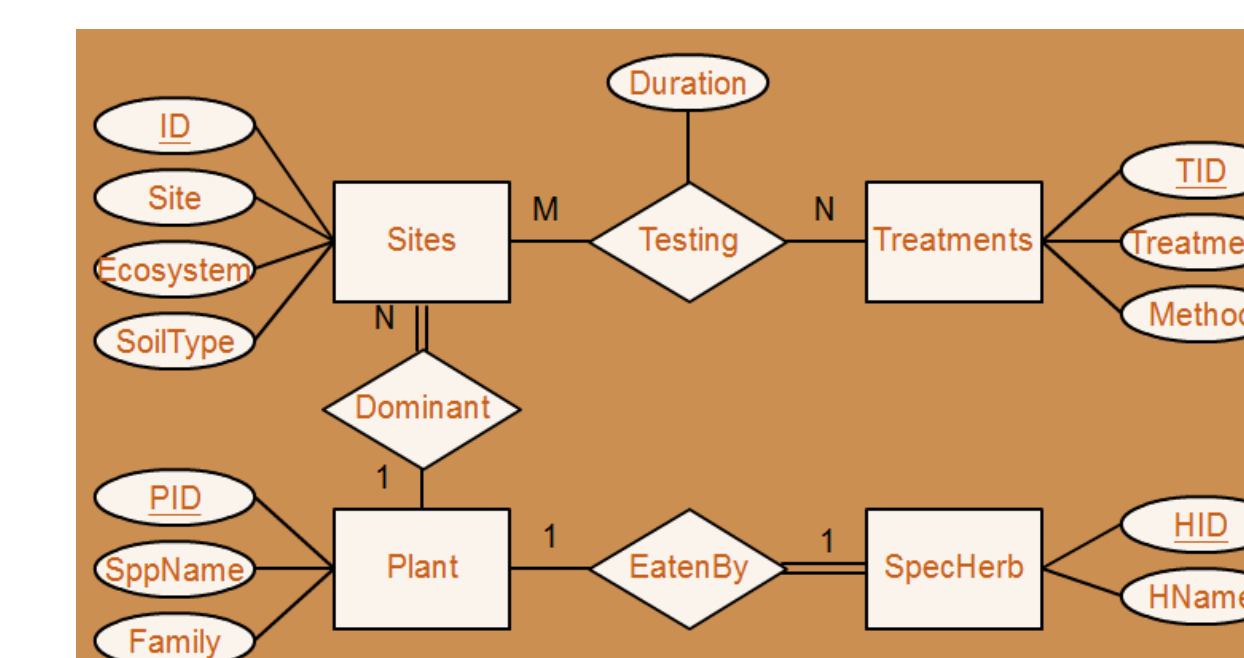 Duration
ID
TID
Site
M
N
Sites
Testing
Treatments
Ecosystem
N
SoilType
Dominant
1
PID
HID
1
1
SppName
Plant
EatenBy
SpecHerb
Family